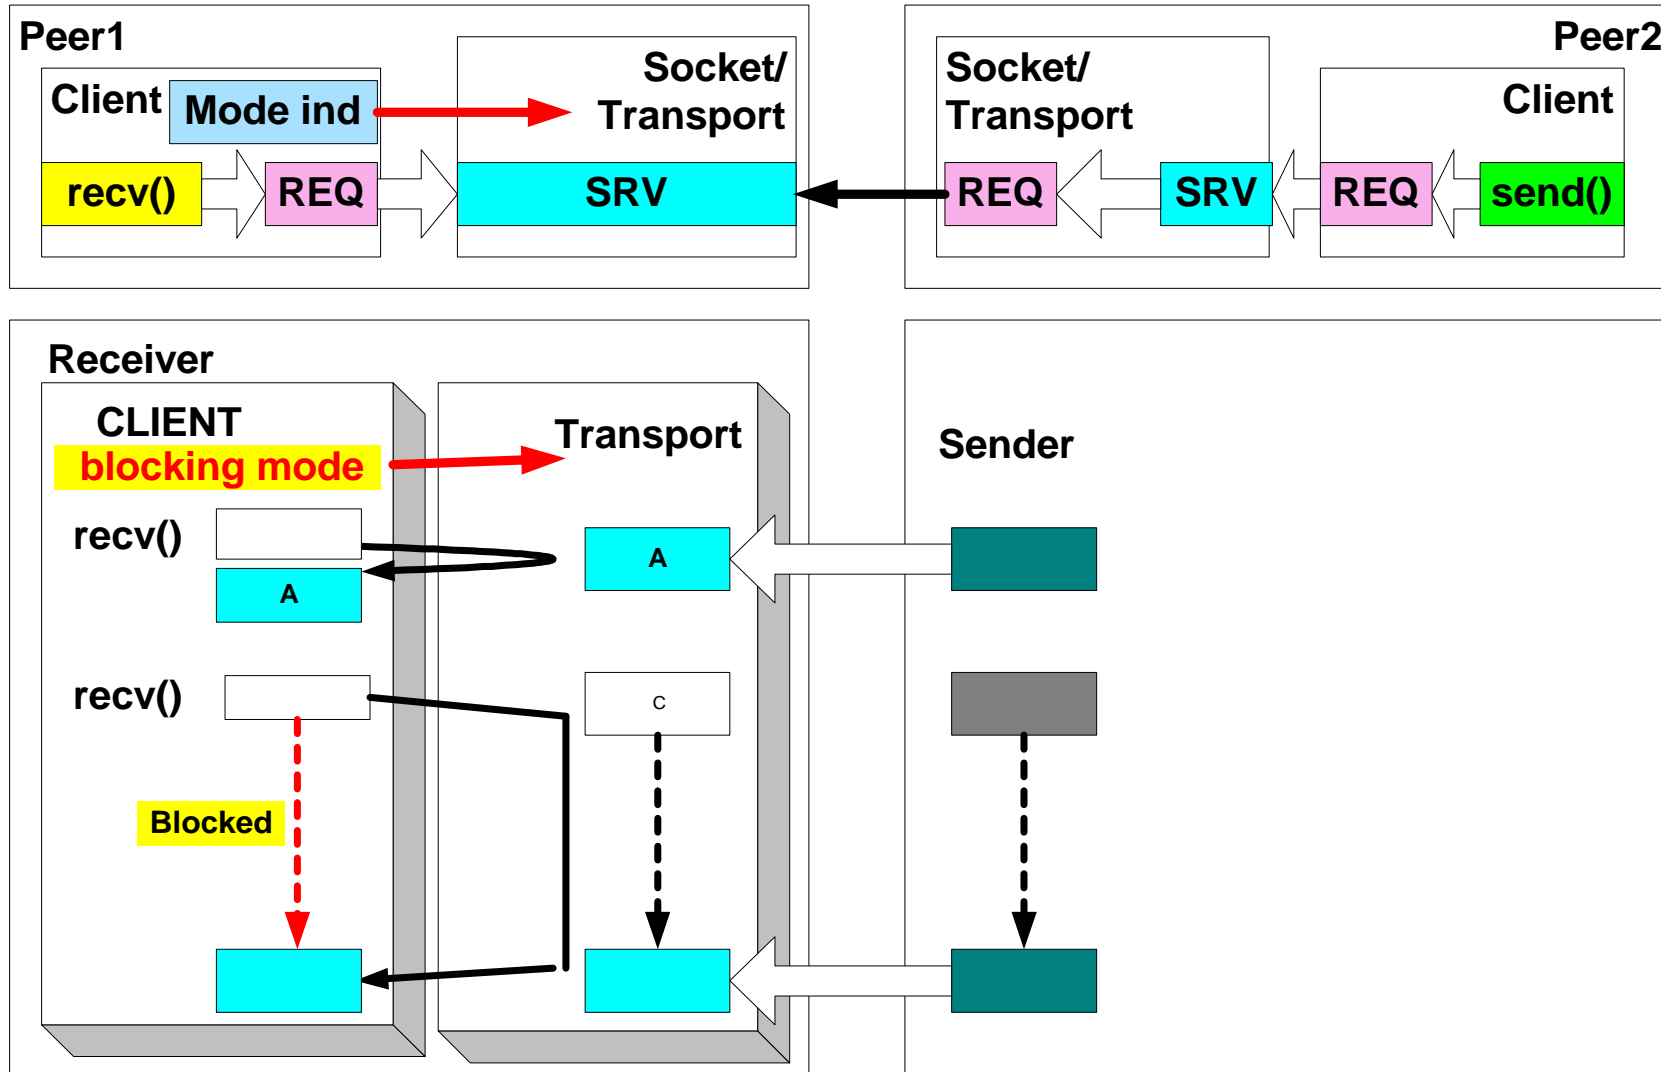 Peer1
Client
Mode ind
Socket/
Transport
recv()
REQ
SRV
Peer2
Socket/
Transport
Client
REQ
SRV
REQ
send()
Receiver
CLIENT
blocking mode
Transport
Sender
recv()
A
A
recv()
C
Blocked